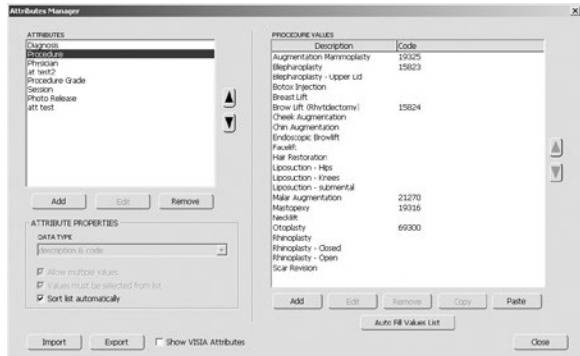 Attributes Manager
ATTRIBUTES
Diagnosis
Procedure
Physician
at test2
Procedure Grade
Session
Photo Release
att test
Add Edit Remove
ATTRIBUTE PROPERTIES
DATA TYPE
description & code
Allow multiple values
Values must be selected from list
Sort list automatically
PROCEDURE VALUES
Description Code
Augmentation Mammoplasty 19325
Blepharoplasty 15823
Blepharoplasty - Upper Lid
Botox Injection
Breast Lift
Brow Lift (Rhytidectomy) 15824
Cheek Augmentation
Chin Augmentation
Endoscopic Browlift
Facelift
Hair Restoration
Liposuction - Hips
Liposuction - Knees
Liposuction - submental
Malar Augmentation 21270
Mastopexy 19316
Necklift
Otoplasty 69300
Rhinoplasty
Rhinoplasty - Closed
Rhinoplasty - Open
Scar Revision
Add Edit Remove Copy Paste
Auto Fill Values List
Import Export Show VISIA Attributes Close